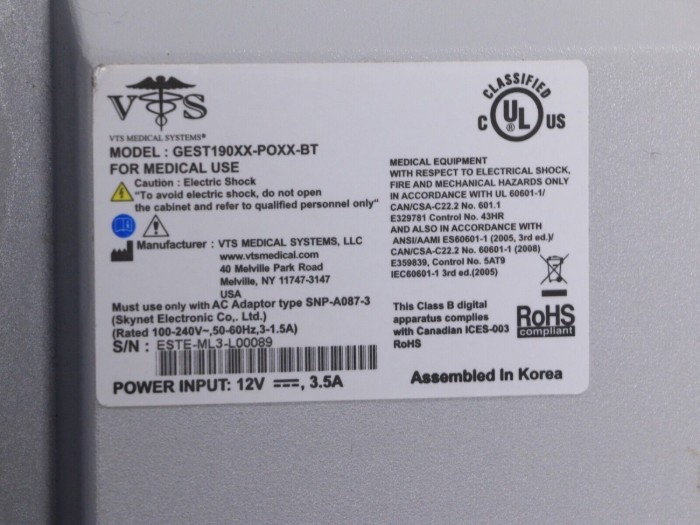 VTS
VTS MEDICAL SYSTEMS®
MODEL : GEST190XX-POXX-BT
FOR MEDICAL USE
Caution : Electric Shock
"To avoid electric shock, do not open
the cabinet and refer to qualified personnel only"
Manufacturer : VTS MEDICAL SYSTEMS, LLC
www.vtsmedical.com
40 Melville Park Road
Melville, NY 11747-3147
USA
Must use only with AC Adaptor type SNP-A087-3
(Skynet Electronic Co,. Ltd.)
(Rated 100-240V~,50-60Hz,3-1.5A)
S/N : ESTE-ML3-L00089
POWER INPUT: 12V ⎓, 3.5A
CLASSIFIED
C UL ® US
MEDICAL EQUIPMENT
WITH RESPECT TO ELECTRICAL SHOCK,
FIRE AND MECHANICAL HAZARDS ONLY
IN ACCORDANCE WITH UL 60601-1/
CAN/CSA-C22.2 No. 601.1
E329781 Control No. 43HR
AND ALSO IN ACCORDANCE WITH
ANSI/AAMI ES60601-1 (2005, 3rd ed.)/
CAN/CSA-C22.2 No. 60601-1 (2008)
E359839, Control No. 5AT9
IEC60601-1 3rd ed.(2005)
This Class B digital
apparatus complies
with Canadian ICES-003
RoHS
RoHS
compliant
Assembled In Korea